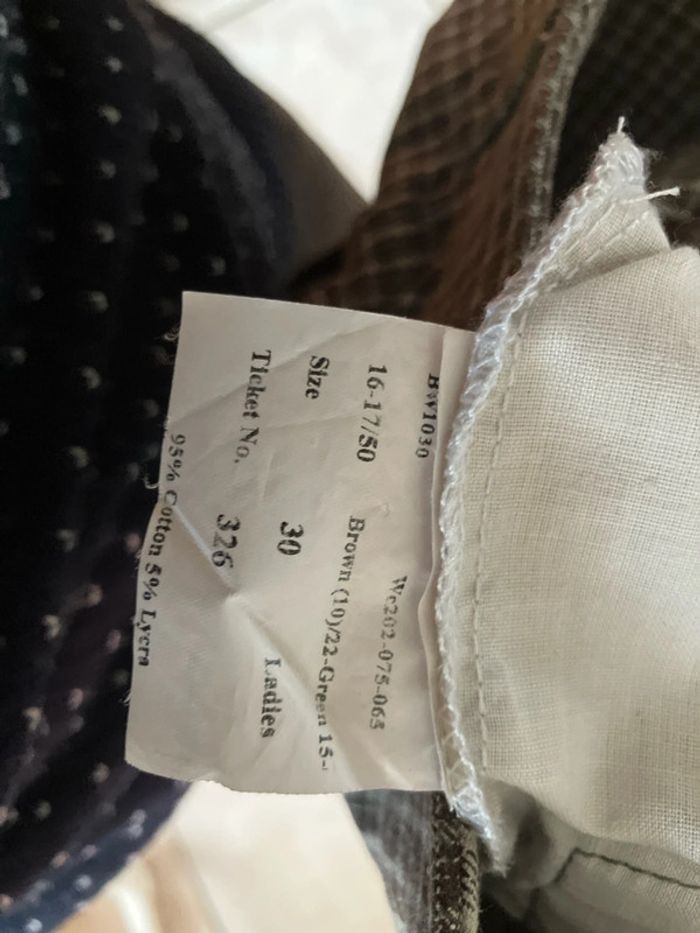 BW1030 We202-075-065
16-17/50 Brown (10)/22-Green 15-
Size 30 Ladies
Ticket No. 326
95% Cotton 5% Lycra